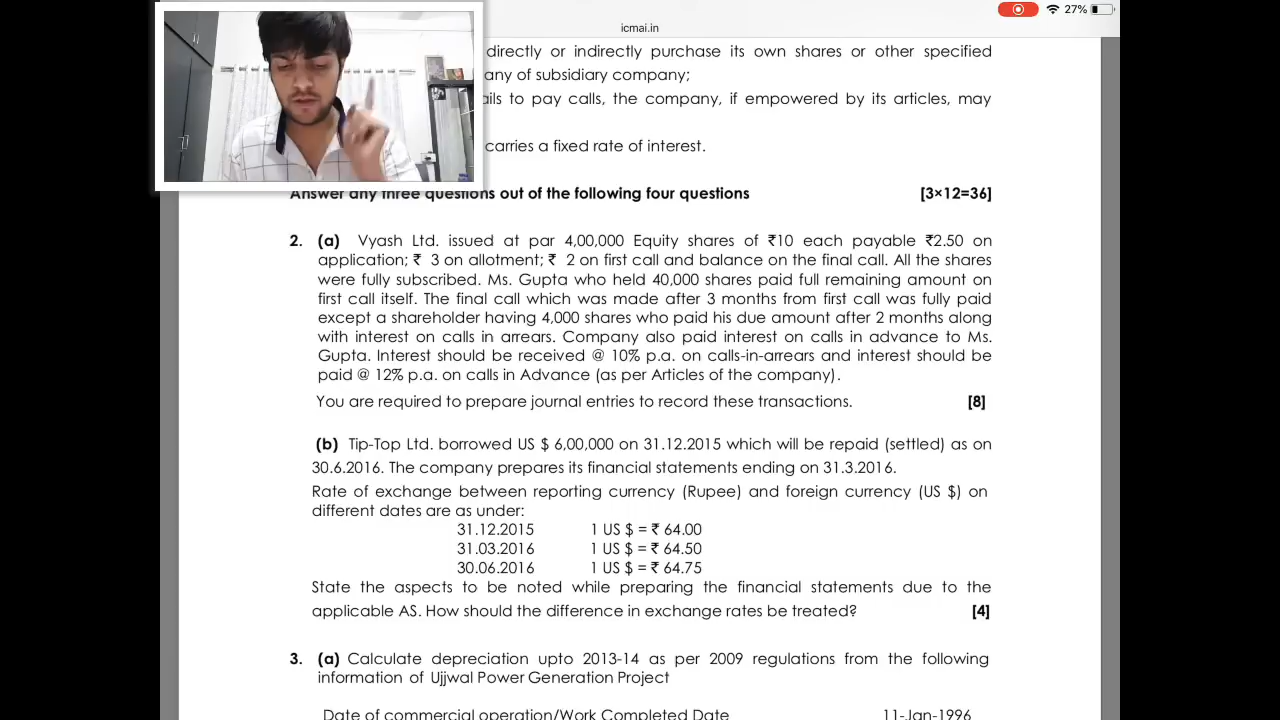 27%
icmai.in
directly or indirectly purchase its own shares or other specified
any of subsidiary company;
to pay calls, the company, if empowered by its articles, may
carries a fixed rate of interest.
Answer any three questions out of the following four questions [3×12=36]
2. (a) Vyash Ltd. issued at par 4,00,000 Equity shares of ₹10 each payable ₹2.50 on
application; ₹ 3 on allotment; ₹ 2 on first call and balance on the final call. All the shares
were fully subscribed. Ms. Gupta who held 40,000 shares paid full remaining amount on
first call itself. The final call which was made after 3 months from first call was fully paid
except a shareholder having 4,000 shares who paid his due amount after 2 months along
with interest on calls in arrears. Company also paid interest on calls in advance to Ms.
Gupta. Interest should be received @ 10% p.a. on calls-in-arrears and interest should be
paid @ 12% p.a. on calls in Advance (as per Articles of the company).
You are required to prepare journal entries to record these transactions. [8]
(b) Tip-Top Ltd. borrowed US $ 6,00,000 on 31.12.2015 which will be repaid (settled) as on
30.6.2016. The company prepares its financial statements ending on 31.3.2016.
Rate of exchange between reporting currency (Rupee) and foreign currency (US $) on
different dates are as under:
31.12.2015 1 US $ = ₹ 64.00
31.03.2016 1 US $ = ₹ 64.50
30.06.2016 1 US $ = ₹ 64.75
State the aspects to be noted while preparing the financial statements due to the
applicable AS. How should the difference in exchange rates be treated? [4]
3. (a) Calculate depreciation upto 2013-14 as per 2009 regulations from the following
information of Ujjwal Power Generation Project
Date of commercial operation/Work Completed Date 11-Jan-1996